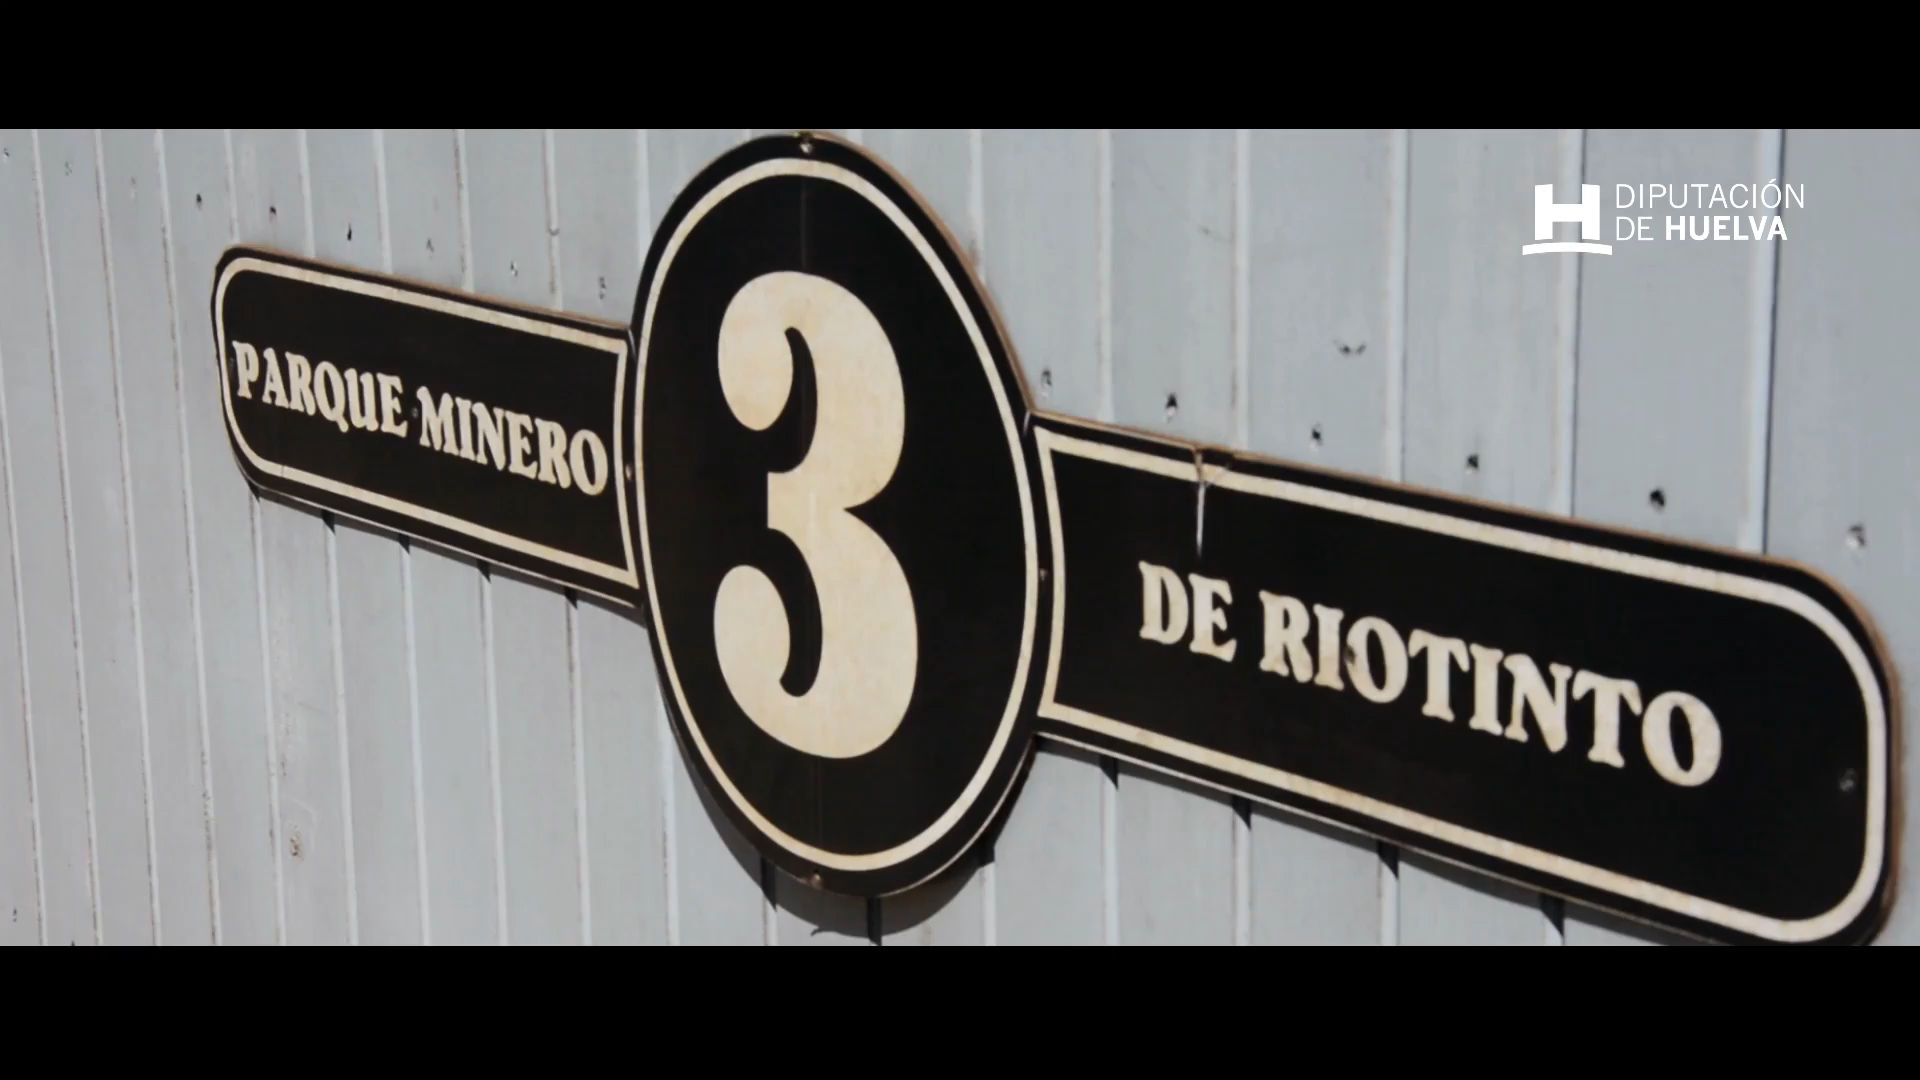 PARQUE MINERO
3
DE RIOTINTO
DIPUTACIÓN
DE HUELVA